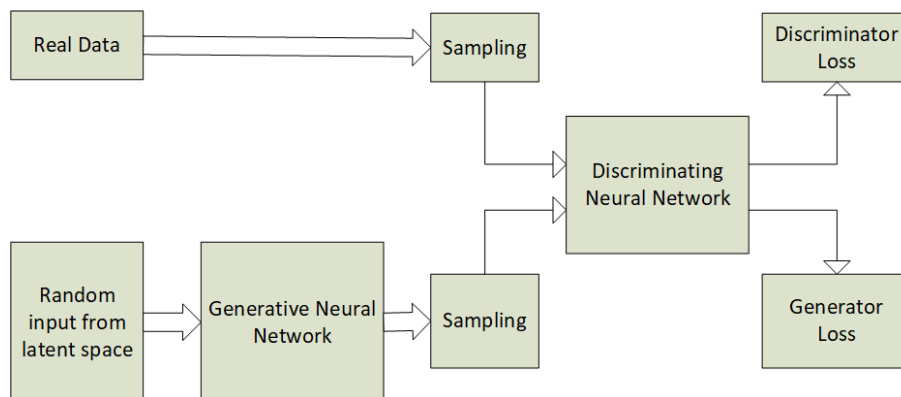 Real Data
Sampling
Discriminator
Loss
Discriminating
Neural Network
Random
input from
latent space
Generative Neural
Network
Sampling
Generator
Loss